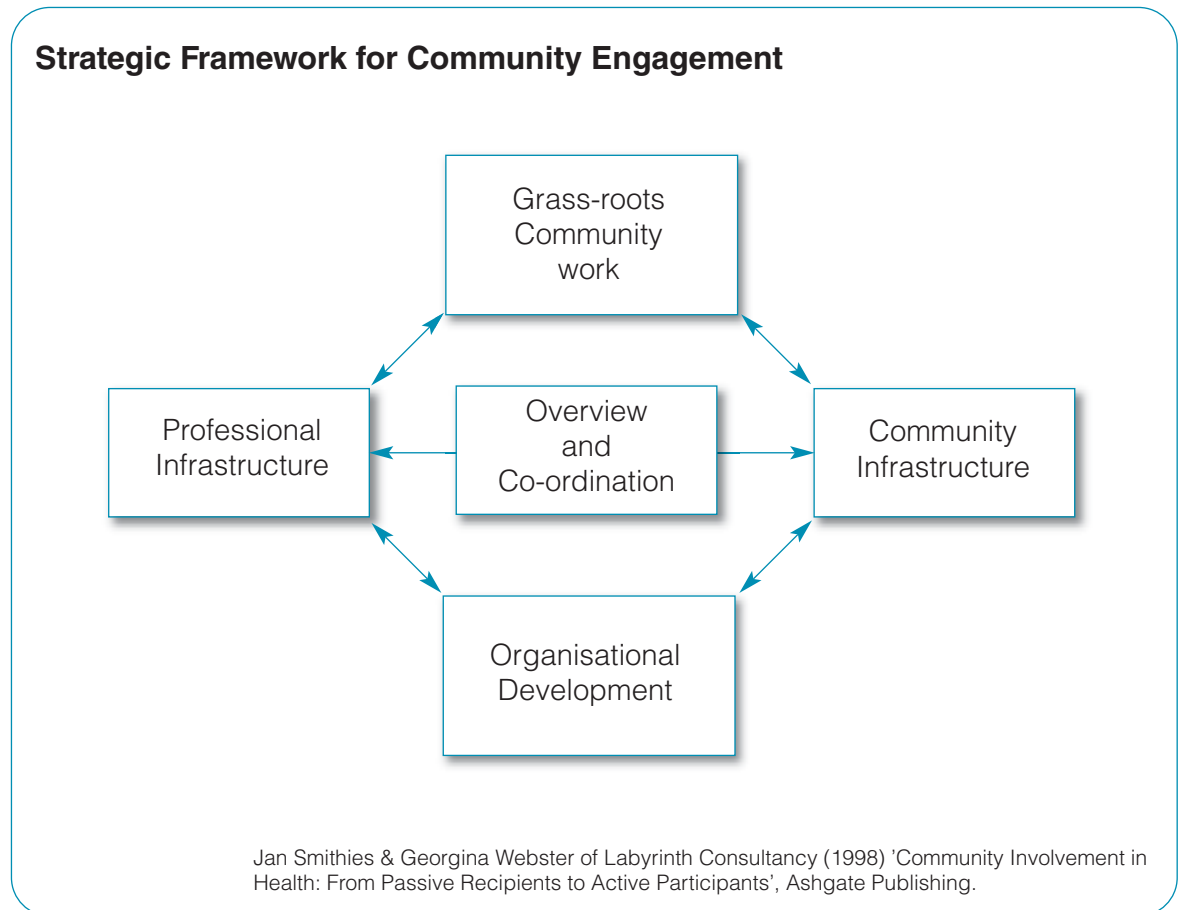 Strategic Framework for Community Engagement
Grass-roots
Community
work
Professional
Infrastructure
Overview
and
Co-ordination
Community
Infrastructure
Organisational
Development
Jan Smithies & Georgina Webster of Labyrinth Consultancy (1998) ’Community Involvement in
Health: From Passive Recipients to Active Participants’, Ashgate Publishing.